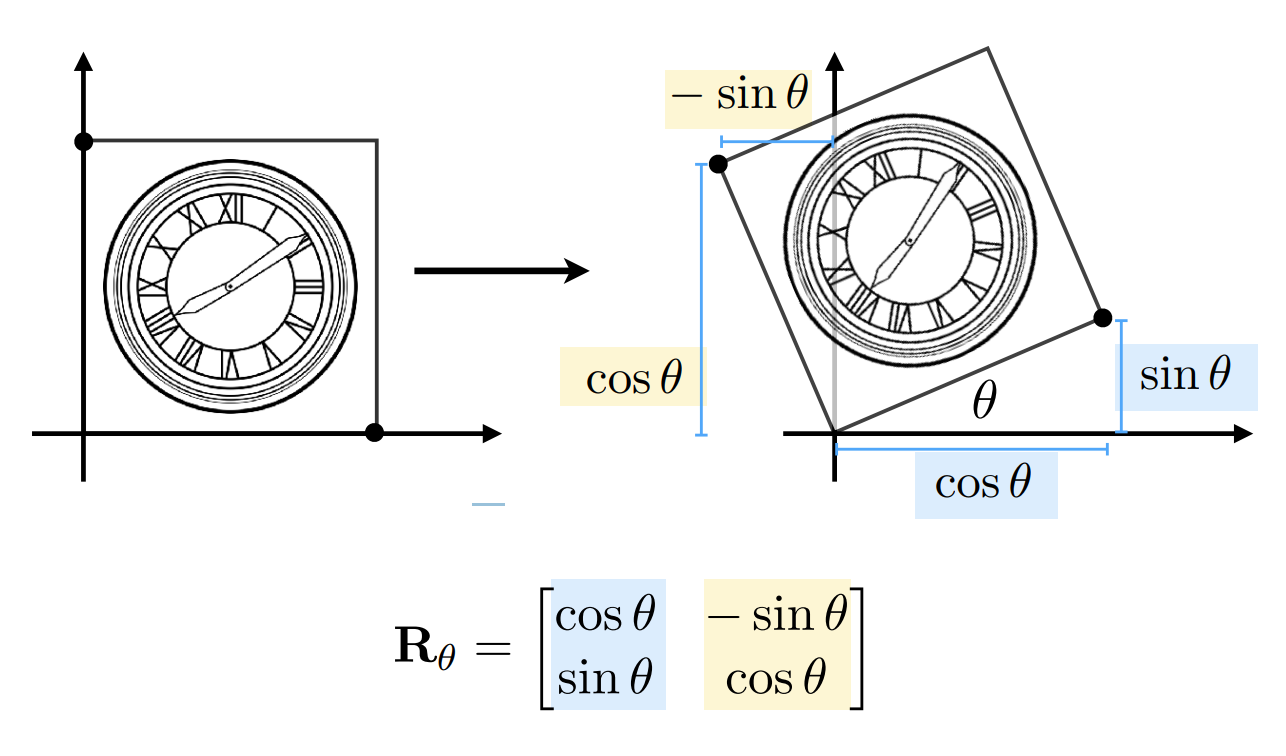 − sin θ
cos θ
sin θ
θ
cos θ
R_θ = [ cos θ  − sin θ
sin θ  cos θ ]